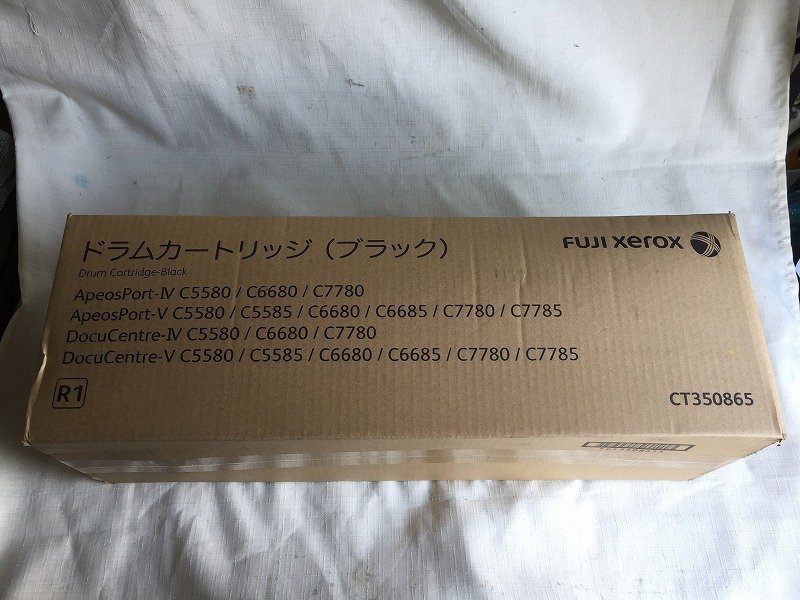 ドラムカートリッジ（ブラック）
FUJI xerox
Drum Cartridge-Black
ApeosPort-Ⅳ C5580 / C6680 / C7780
ApeosPort-Ⅴ C5580 / C5585 / C6680 / C6685 / C7780 / C7785
DocuCentre-Ⅳ C5580 / C6680 / C7780
DocuCentre-Ⅴ C5580 / C5585 / C6680 / C6685 / C7780 / C7785
R1
CT350865